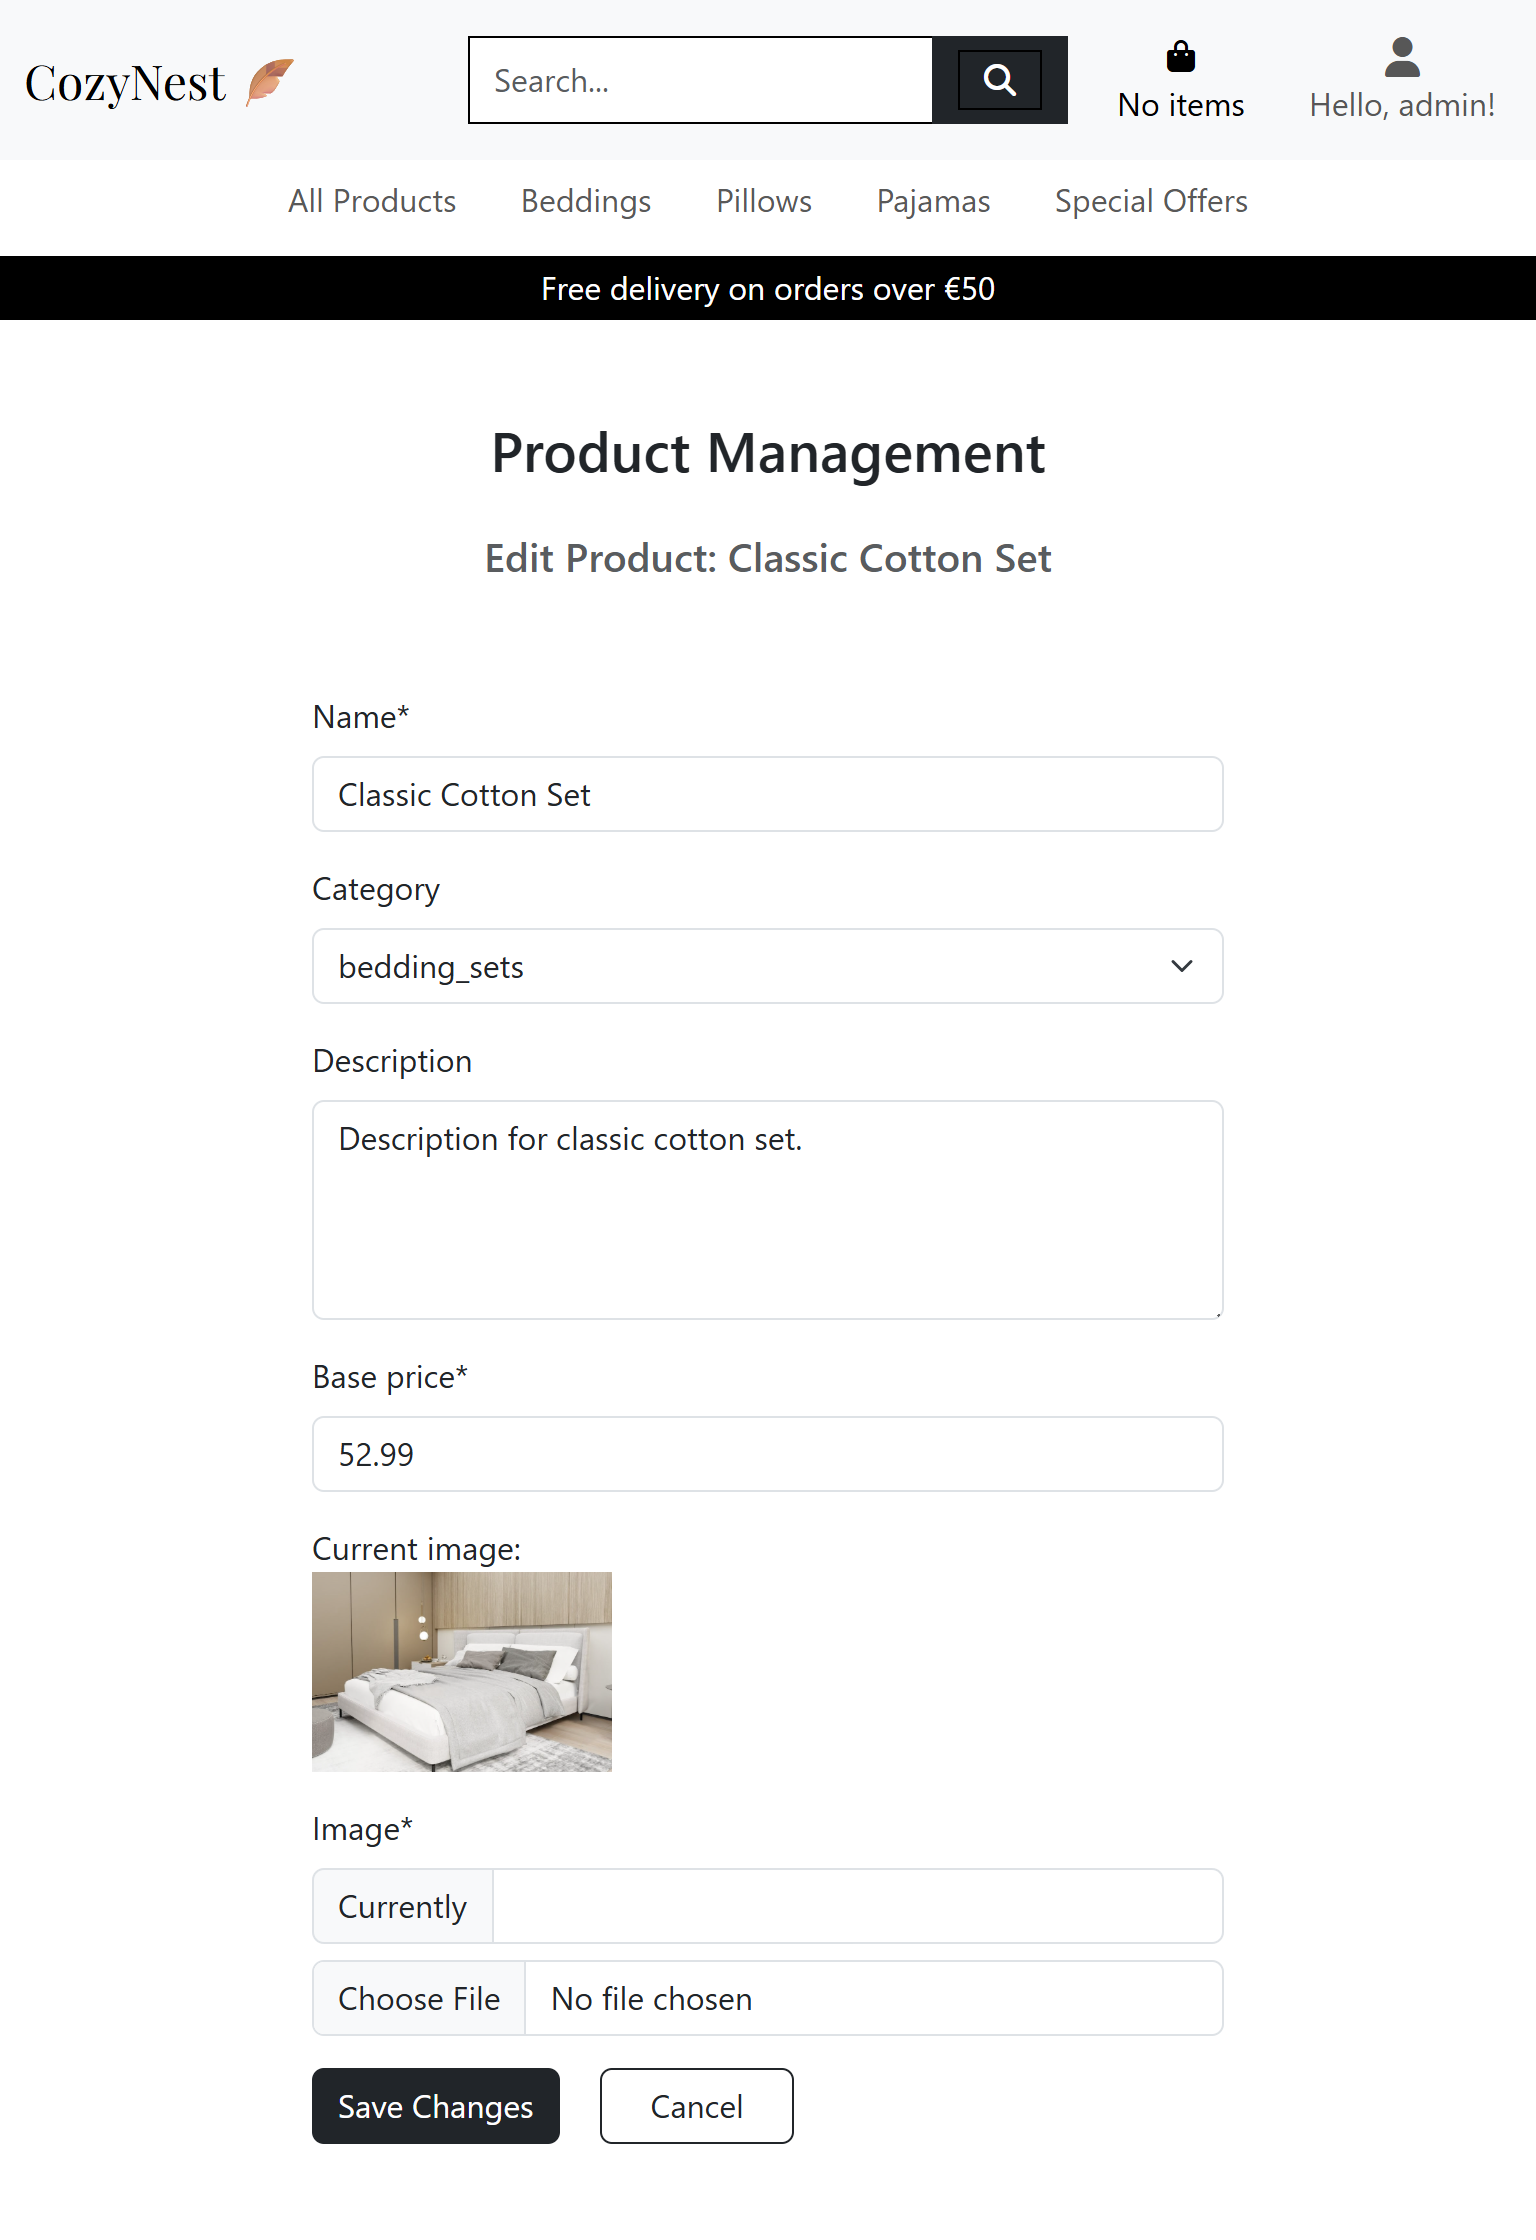 CozyNest
Search...
No items
Hello, admin!
All Products Beddings Pillows Pajamas Special Offers
Free delivery on orders over €50
Product Management
Edit Product: Classic Cotton Set
Name*
Classic Cotton Set
Category
bedding_sets
Description
Description for classic cotton set.
Base price*
52.99
Current image:
Image*
Currently
Choose File No file chosen
Save Changes Cancel